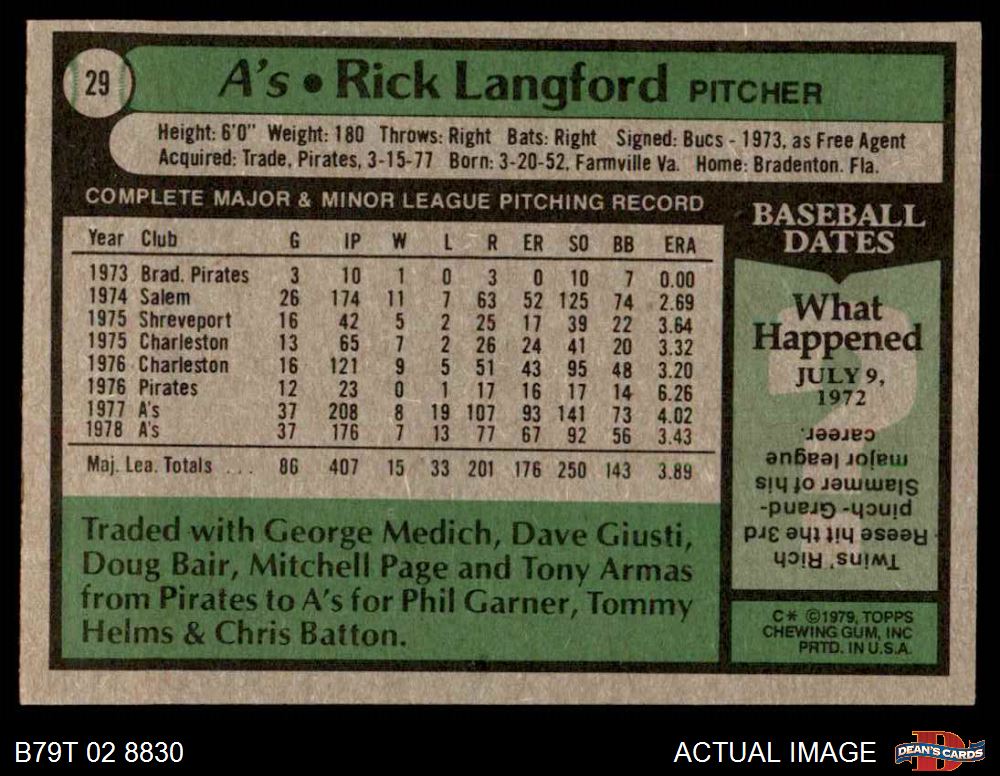 29
A's • Rick Langford PITCHER
Height: 6'0" Weight: 180 Throws: Right Bats: Right Signed: Bucs - 1973, as Free Agent
Acquired: Trade, Pirates, 3-15-77 Born: 3-20-52, Farmville Va. Home: Bradenton. Fla.
COMPLETE MAJOR & MINOR LEAGUE PITCHING RECORD
Year Club G IP W L R ER SO BB ERA
1973 Brad. Pirates 3 10 1 0 3 0 10 7 0.00
1974 Salem 26 174 11 7 63 52 125 74 2.69
1975 Shreveport 16 42 5 2 25 17 39 22 3.64
1975 Charleston 13 65 7 2 26 24 41 20 3.32
1976 Charleston 16 121 9 5 51 43 95 48 3.20
1976 Pirates 12 23 0 1 17 16 17 14 6.26
1977 A's 37 208 8 19 107 93 141 73 4.02
1978 A's 37 176 7 13 77 67 92 56 3.43
Maj. Lea. Totals ... 86 407 15 33 201 176 250 143 3.89
Traded with George Medich, Dave Giusti,
Doug Bair, Mitchell Page and Tony Armas
from Pirates to A's for Phil Garner, Tommy
Helms & Chris Batton.
BASEBALL
DATES
What
Happened
JULY 9,
1972
Twins' Rich
Reese hit the 3rd
pinch-Grand-
Slammer of his
major league
career.
C* ©1979, TOPPS
CHEWING GUM, INC
PRTD. IN U.S.A.
B79T 02 8830
ACTUAL IMAGE
DEAN'S CARDS